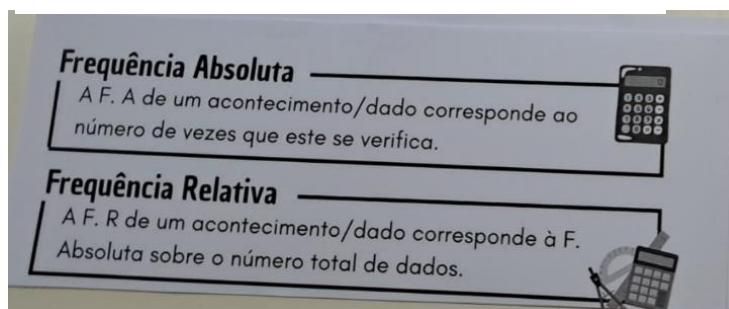 Frequência Absoluta
A F. A de um acontecimento/dado corresponde ao
número de vezes que este se verifica.
Frequência Relativa
A F. R de um acontecimento/dado corresponde à F.
Absoluta sobre o número total de dados.